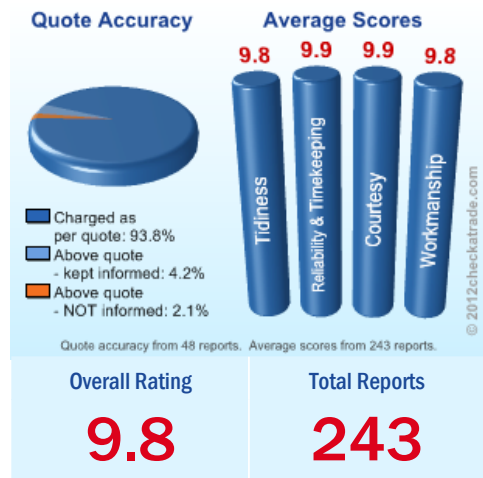 Quote Accuracy
Charged as
per quote: 93.8%
Above quote
- kept informed: 4.2%
Above quote
- NOT informed: 2.1%
Average Scores
9.8 9.9 9.9 9.8
Tidiness
Reliability & Timekeeping
Courtesy
Workmanship
© 2012checkatrade.com
Quote accuracy from 48 reports. Average scores from 243 reports.
Overall Rating
9.8
Total Reports
243